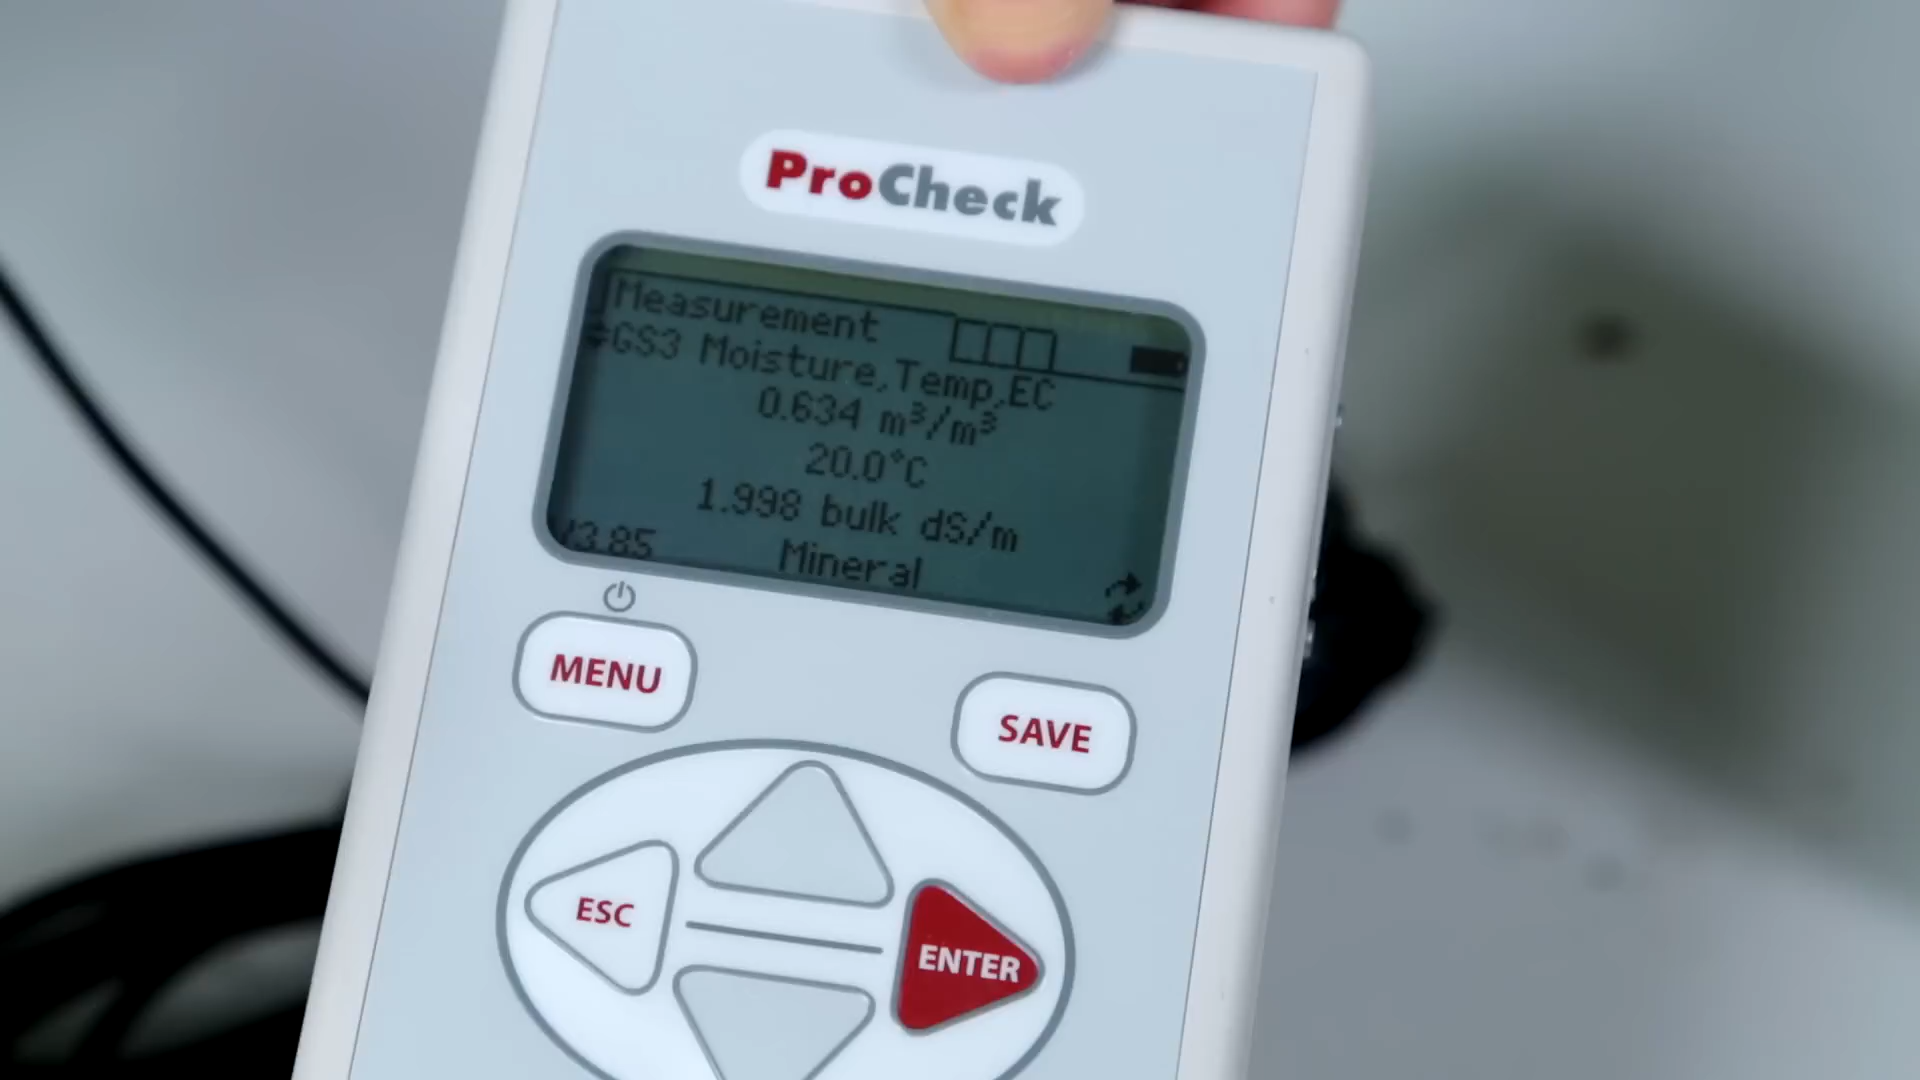 ProCheck
Measurement
GS3 Moisture,Temp,EC
0.634 m³/m³
20.0°C
1.998 bulk dS/m
V3.85 Mineral
MENU
SAVE
ESC
ENTER